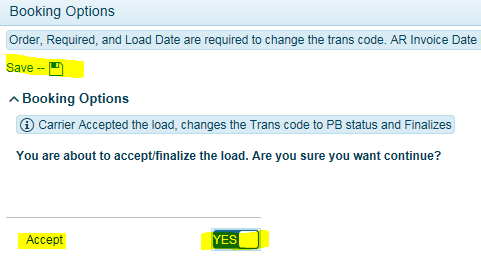 Booking Options
Order, Required, and Load Date are required to change the trans code. AR Invoice Date
Save --
Booking Options
Carrier Accepted the load, changes the Trans code to PB status and Finalizes
You are about to accept/finalize the load. Are you sure you want continue?
Accept YES